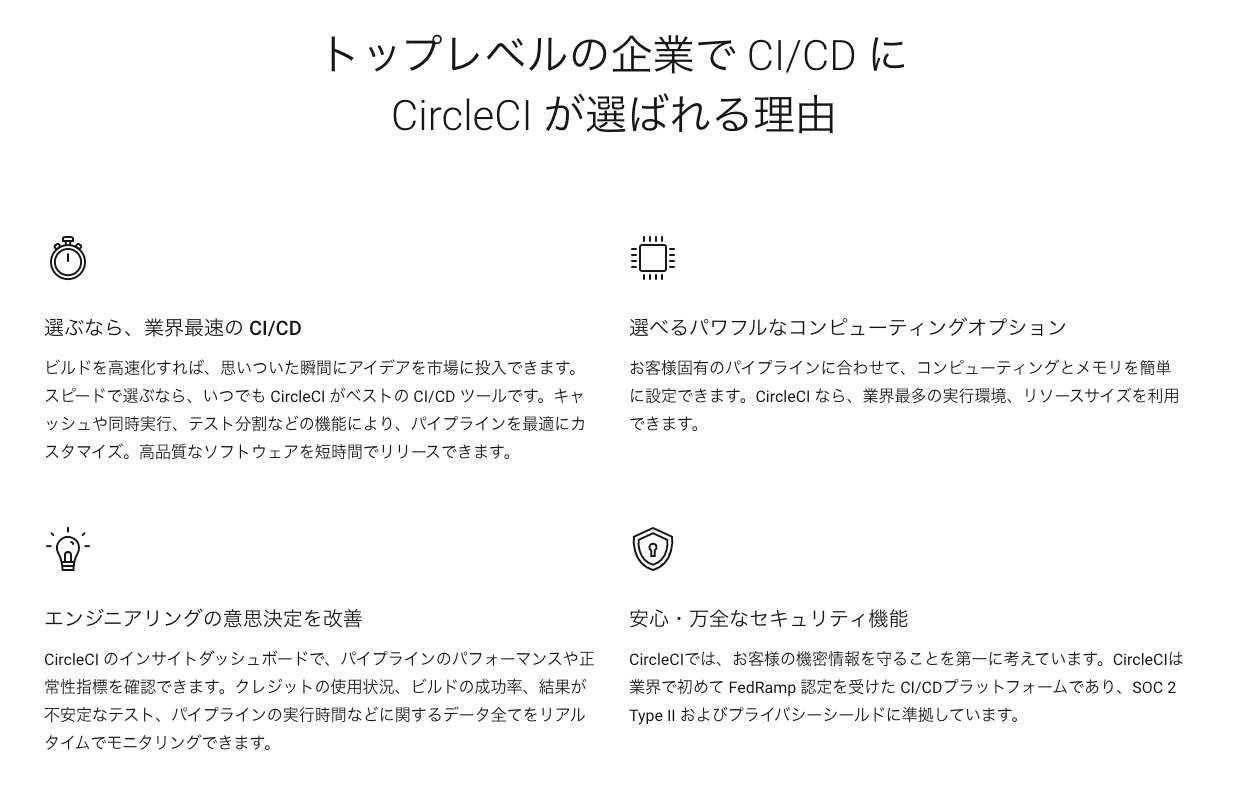 トップレベルの企業で CI/CD に
CircleCI が選ばれる理由
選ぶなら、業界最速の CI/CD
ビルドを高速化すれば、思いついた瞬間にアイデアを市場に投入できます。
スピードで選ぶなら、いつでも CircleCI がベストの CI/CD ツールです。キャ
ッシュや同時実行、テスト分割などの機能により、パイプラインを最適にカ
スタマイズ。高品質なソフトウェアを短時間でリリースできます。
選べるパワフルなコンピューティングオプション
お客様固有のパイプラインに合わせて、コンピューティングとメモリを簡単
に設定できます。CircleCI なら、業界最多の実行環境、リソースサイズを利用
できます。
エンジニアリングの意思決定を改善
CircleCI のインサイトダッシュボードで、パイプラインのパフォーマンスや正
常性指標を確認できます。クレジットの使用状況、ビルドの成功率、結果が
不安定なテスト、パイプラインの実行時間などに関するデータ全てをリアル
タイムでモニタリングできます。
安心・万全なセキュリティ機能
CircleCIでは、お客様の機密情報を守ることを第一に考えています。CircleCIは
業界で初めて FedRamp 認定を受けた CI/CDプラットフォームであり、SOC 2
Type II およびプライバシーシールドに準拠しています。